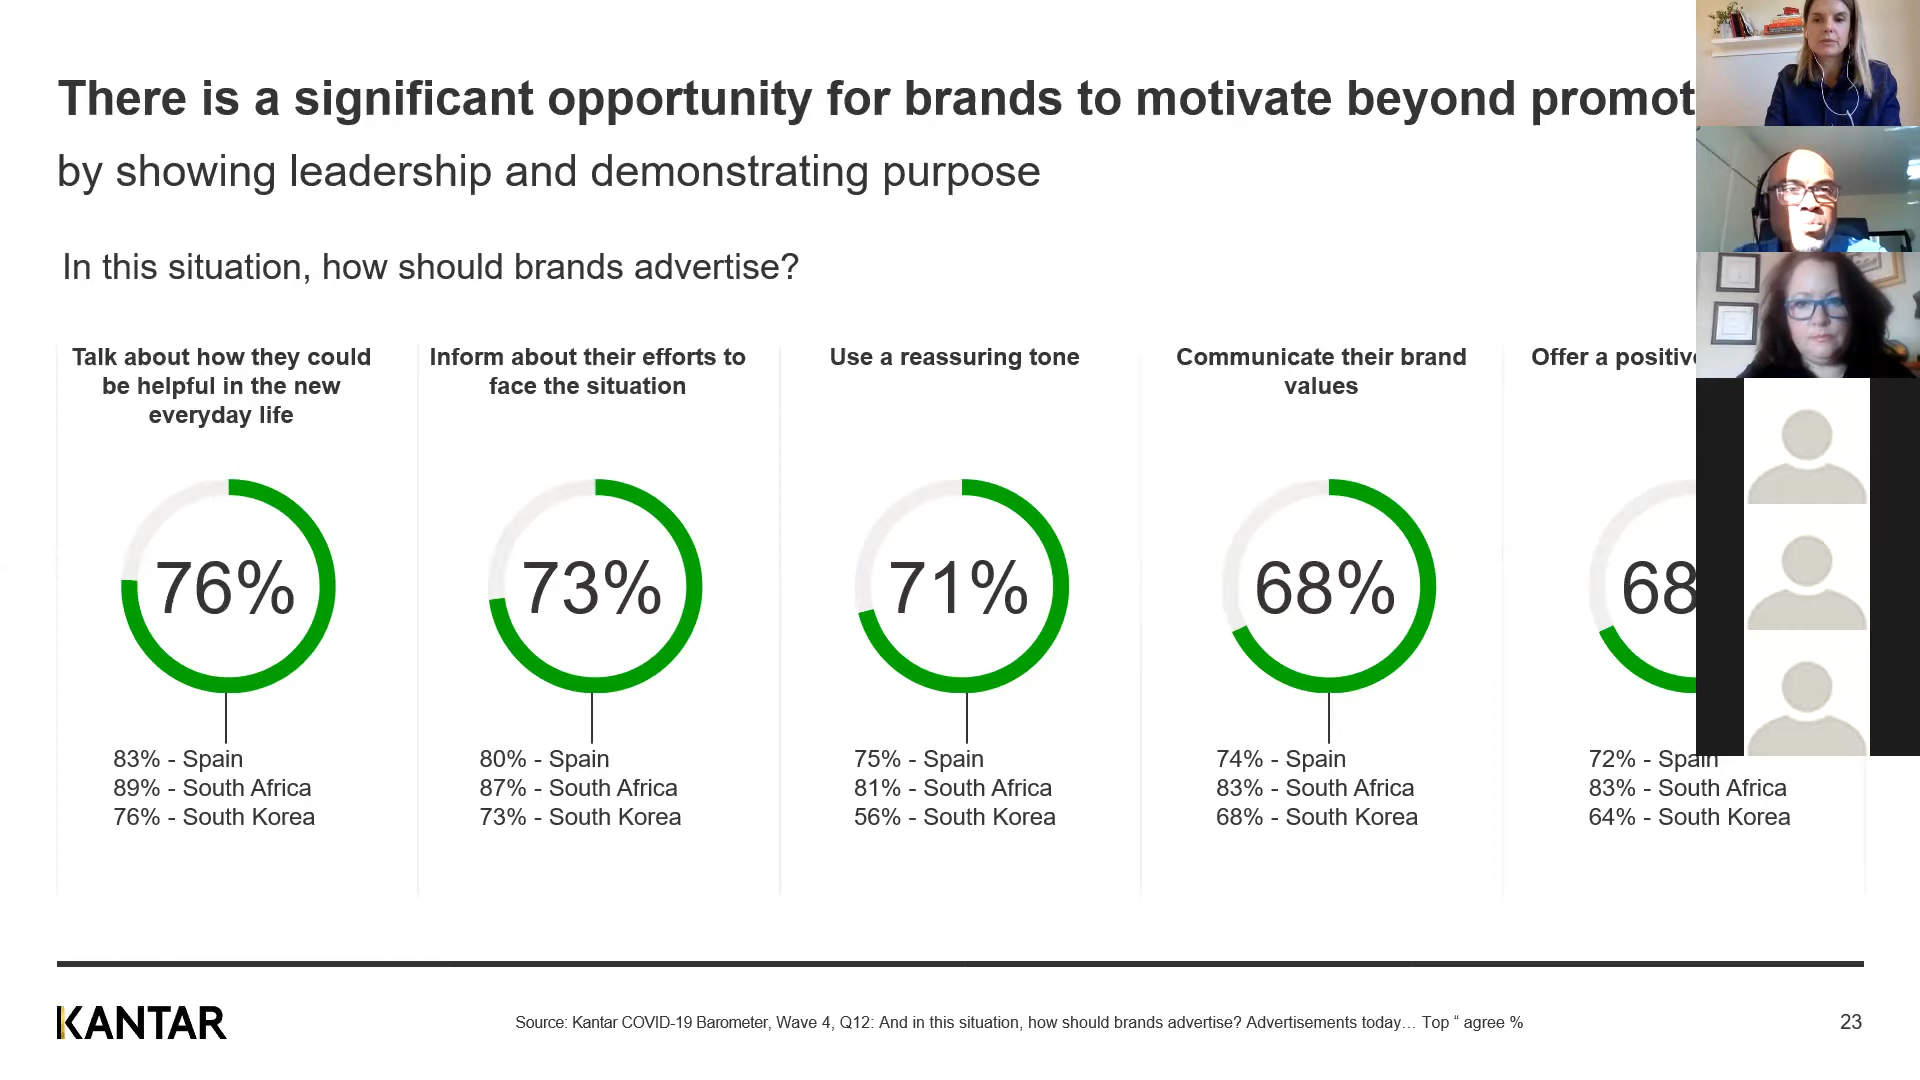 There is a significant opportunity for brands to motivate beyond promot
by showing leadership and demonstrating purpose
In this situation, how should brands advertise?
Talk about how they could
be helpful in the new
everyday life
76%
83% - Spain
89% - South Africa
76% - South Korea
Inform about their efforts to
face the situation
73%
80% - Spain
87% - South Africa
73% - South Korea
Use a reassuring tone
71%
75% - Spain
81% - South Africa
56% - South Korea
Communicate their brand
values
68%
74% - Spain
83% - South Africa
68% - South Korea
Offer a positive
68
72% - Spain
83% - South Africa
64% - South Korea
KANTAR
Source: Kantar COVID-19 Barometer, Wave 4, Q12: And in this situation, how should brands advertise? Advertisements today… Top “ agree %
23